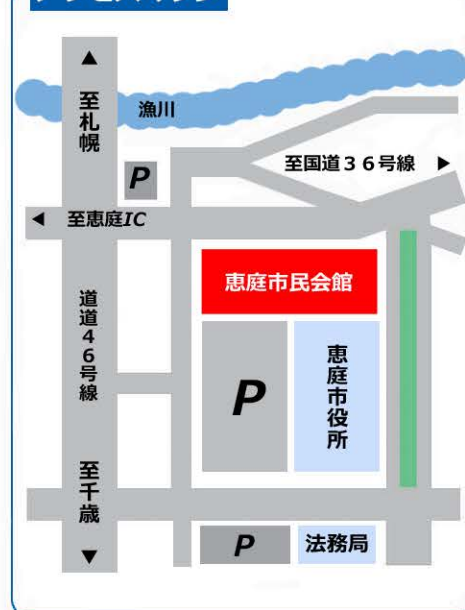 ▲
至札幌
漁川
P
至国道３６号線 ▶
◀ 至恵庭IC
恵庭市民会館
道道４６号線
P
恵庭市役所
至千歳
▼
P
法務局